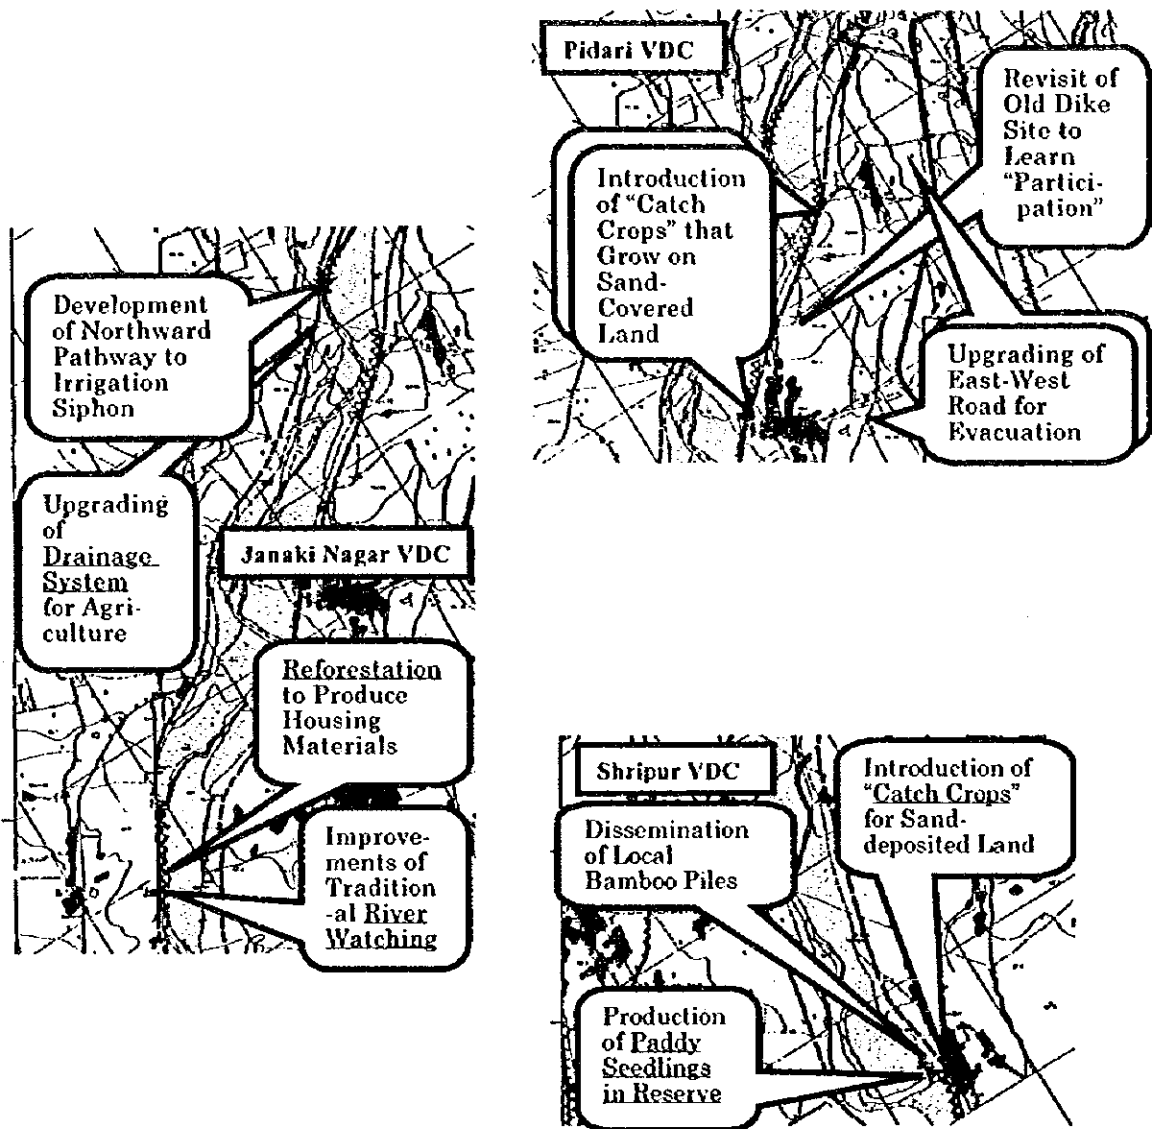 Pidari VDC
Revisit of
Old Dike
Site to
Learn
“Partici-
pation”
Introduction
of “Catch
Crops” that
Grow on
Sand-
Covered
Land
Upgrading of
East-West
Road for
Evacuation
Development
of Northward
Pathway to
Irrigation
Siphon
Upgrading
of
Drainage
System
for Agri-
culture
Janaki Nagar VDC
Reforestation
to Produce
Housing
Materials
Improve-
ments of
Tradition
-al River
Watching
Shripur VDC
Dissemination
of Local
Bamboo Piles
Introduction of
“Catch Crops”
for Sand-
deposited Land
Production
of Paddy
Seedlings
in Reserve